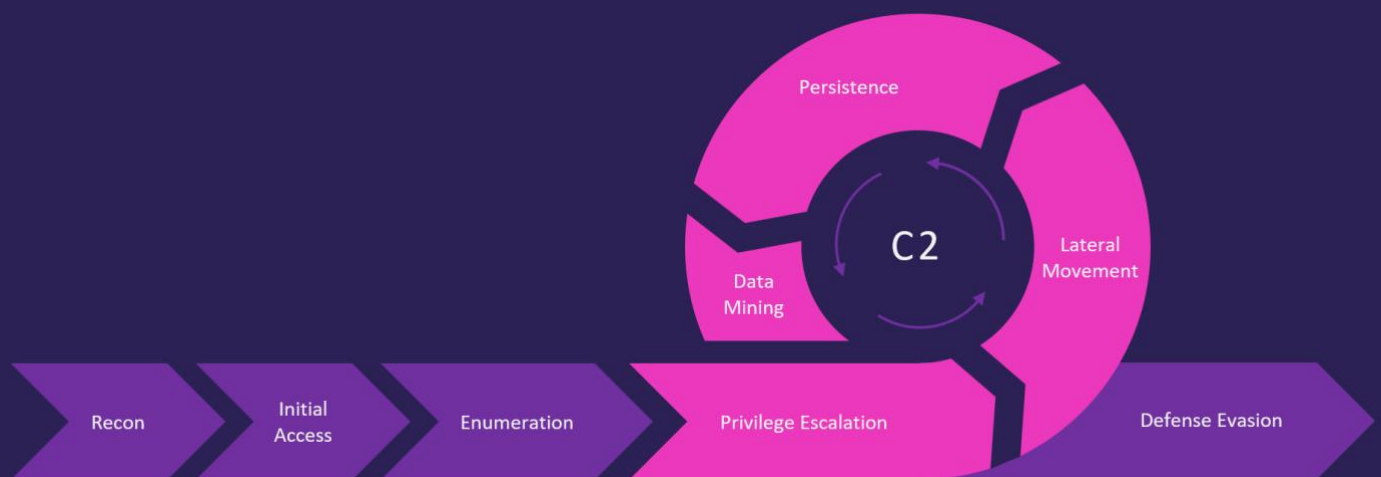 Persistence
C2
Lateral
Movement
Data
Mining
Recon
Initial
Access
Enumeration
Privilege Escalation
Defense Evasion